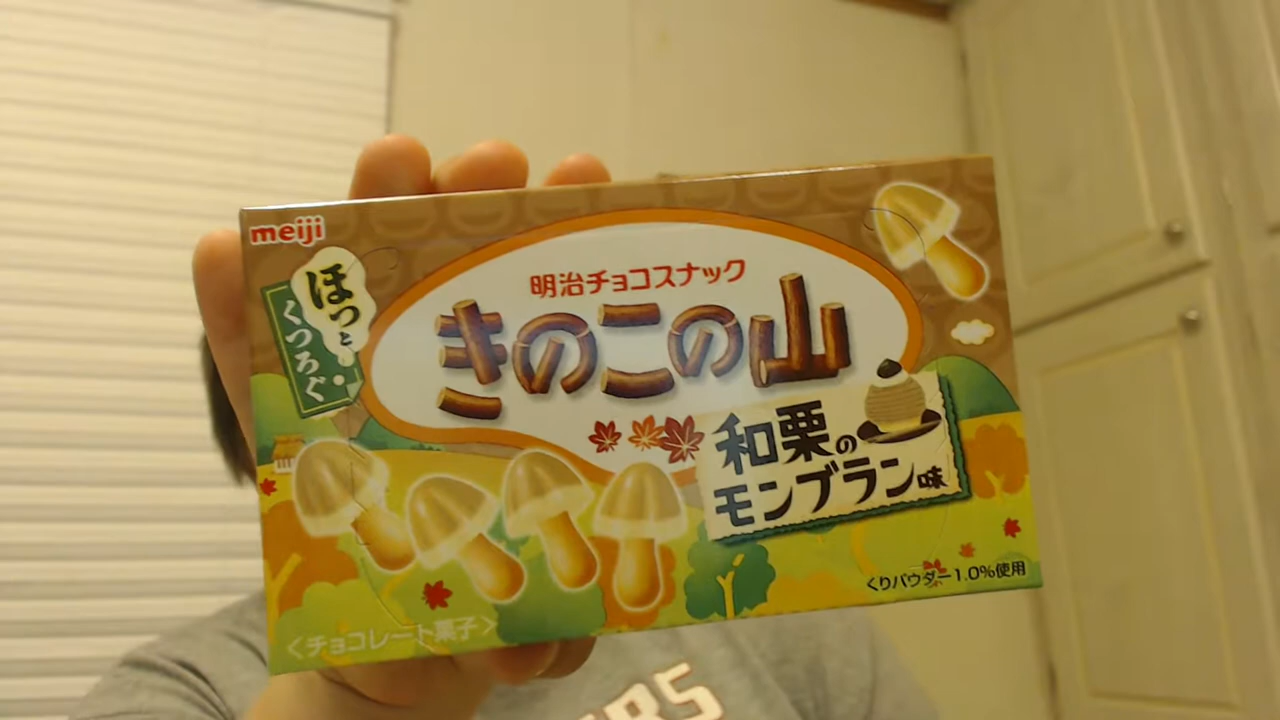 meiji
ほっと
くつろぐ
明治チョコスナック
きのこの山
和栗の
モンブラン味
くりパウダー1.0%使用
<チョコレート菓子>